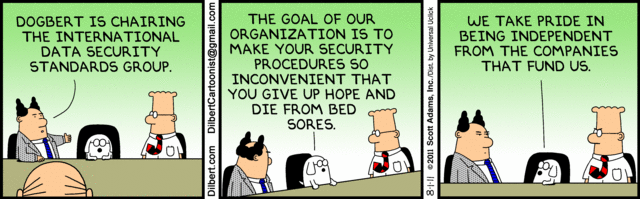 DOGBERT IS CHAIRING
THE INTERNATIONAL
DATA SECURITY
STANDARDS GROUP.
Dilbert.com DilbertCartoonist@gmail.com
THE GOAL OF OUR
ORGANIZATION IS TO
MAKE YOUR SECURITY
PROCEDURES SO
INCONVENIENT THAT
YOU GIVE UP HOPE AND
DIE FROM BED
SORES.
8-1-11 ©2011 Scott Adams, Inc./Dist. by Universal Uclick
WE TAKE PRIDE IN
BEING INDEPENDENT
FROM THE COMPANIES
THAT FUND US.